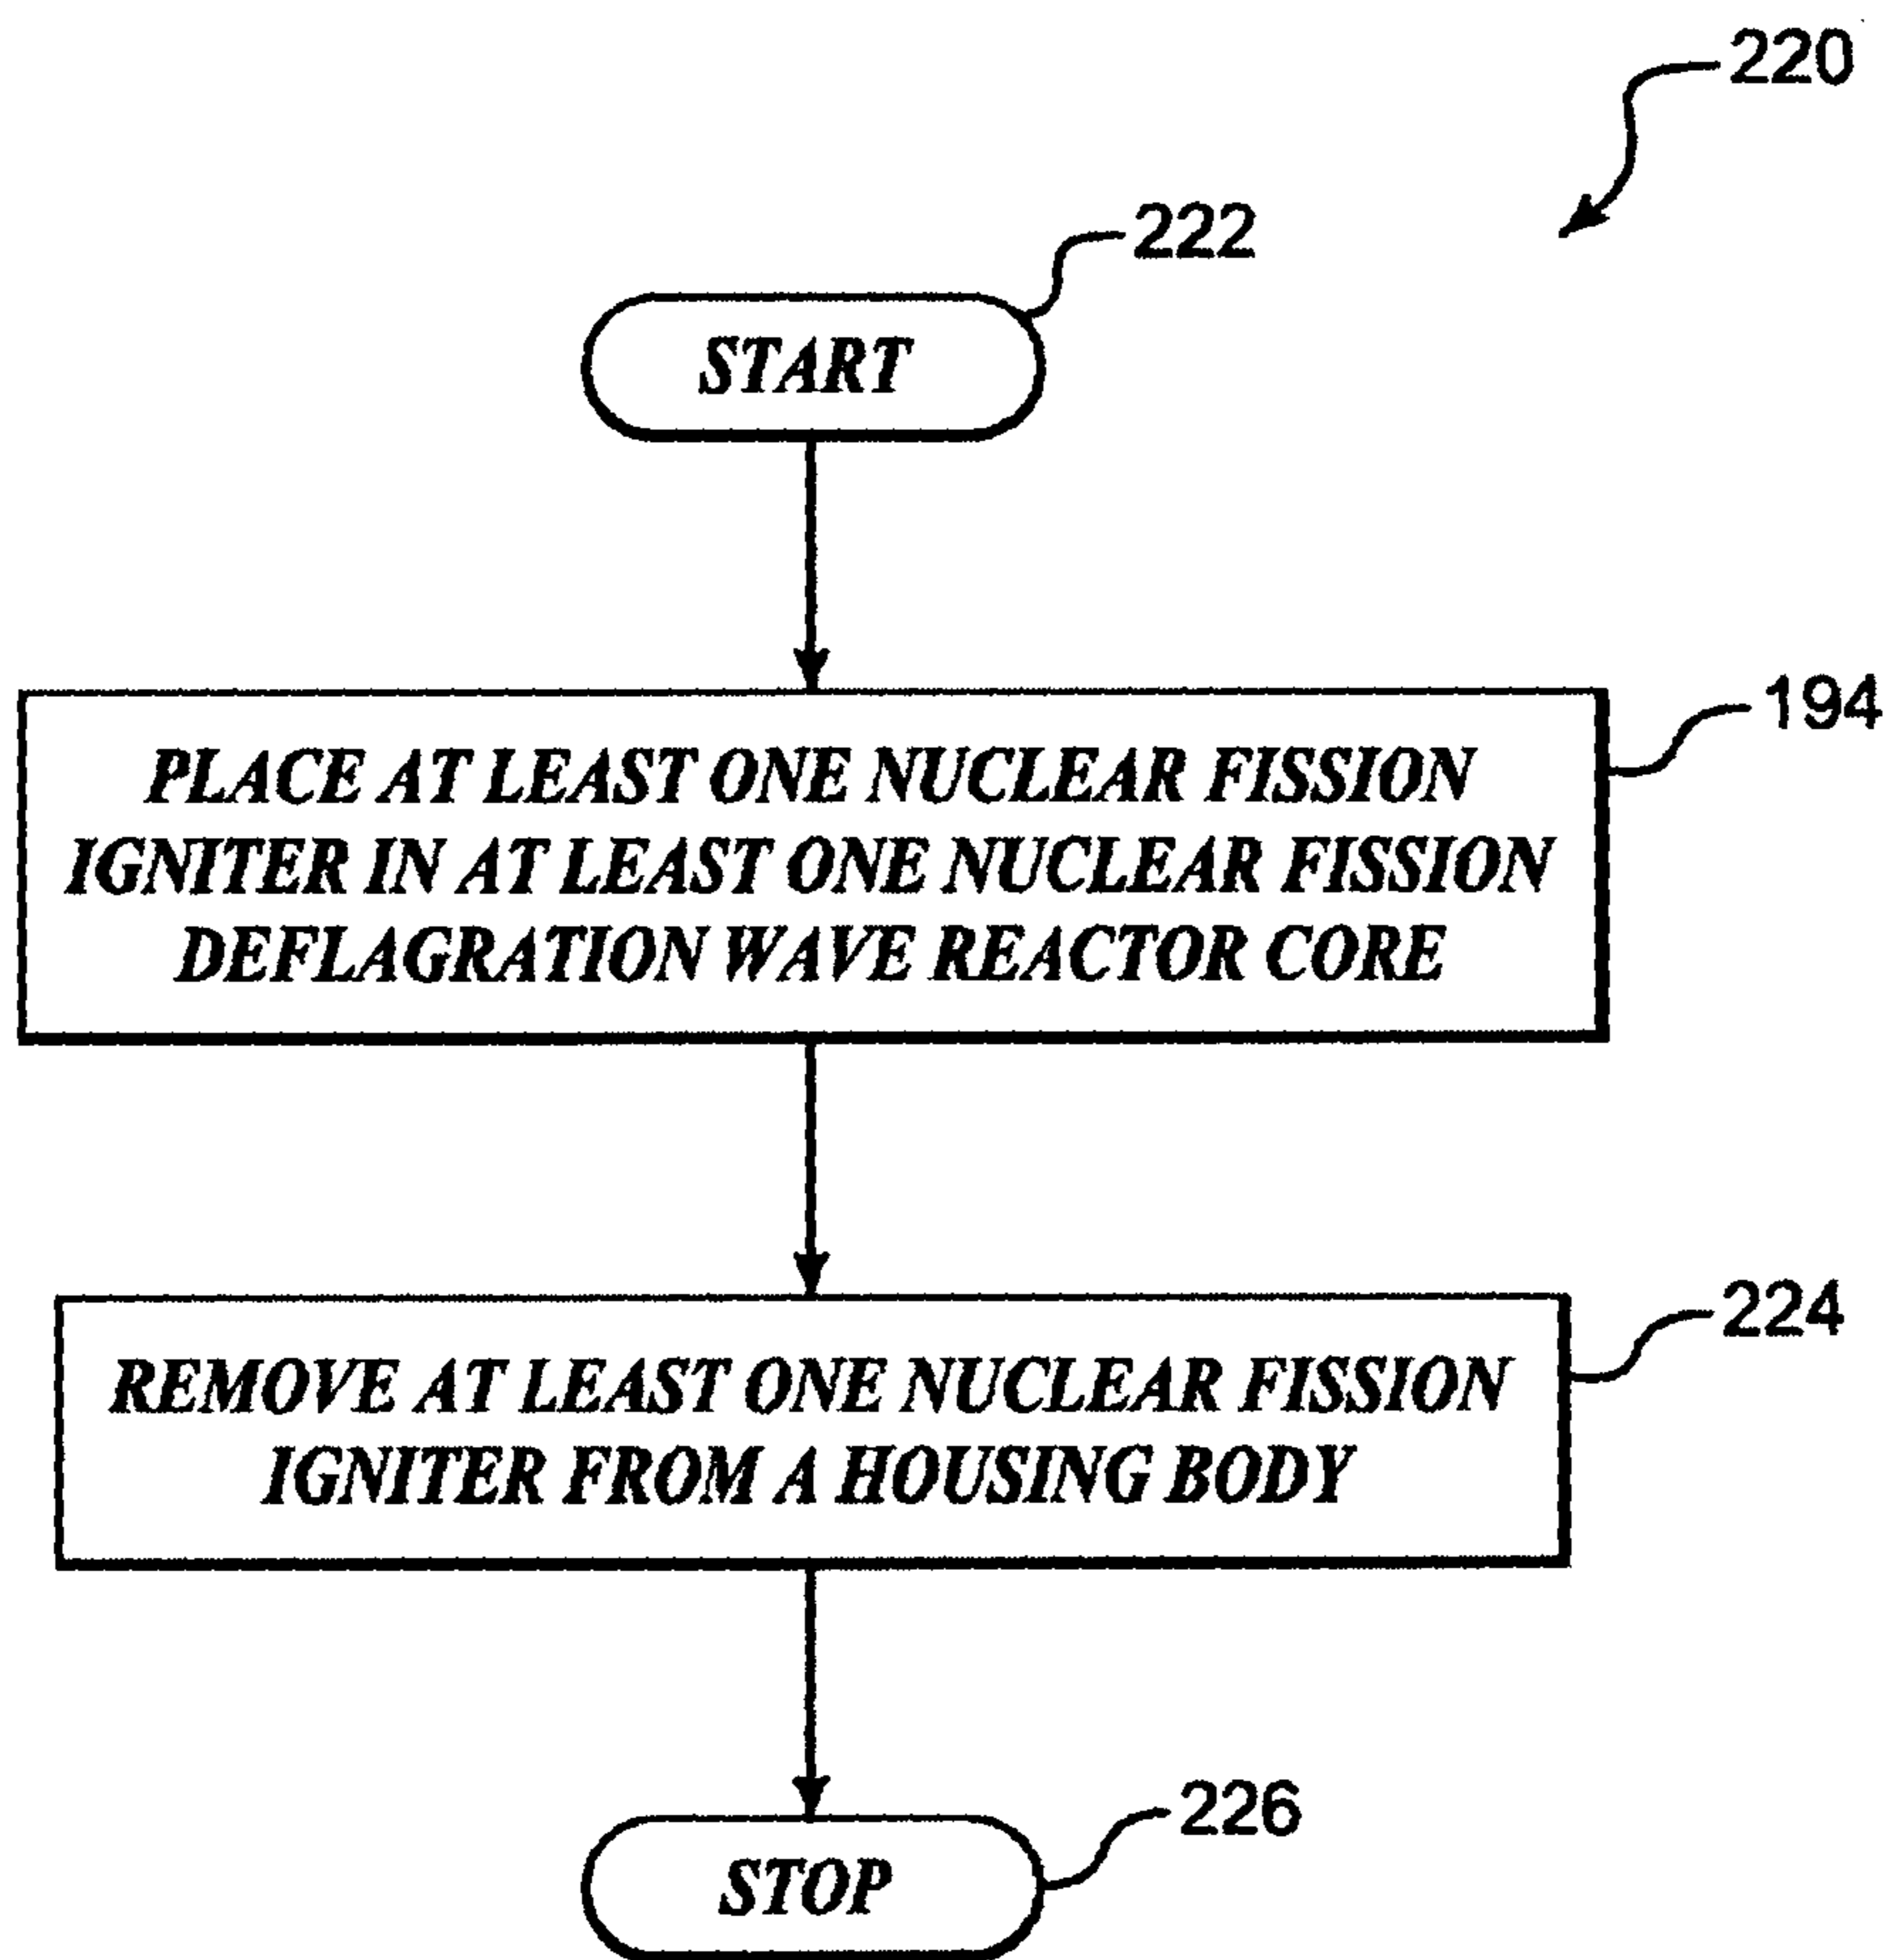 220
222
START
194
PLACE AT LEAST ONE NUCLEAR FISSION
IGNITER IN AT LEAST ONE NUCLEAR FISSION
DEFLAGRATION WAVE REACTOR CORE
224
REMOVE AT LEAST ONE NUCLEAR FISSION
IGNITER FROM A HOUSING BODY
226
STOP